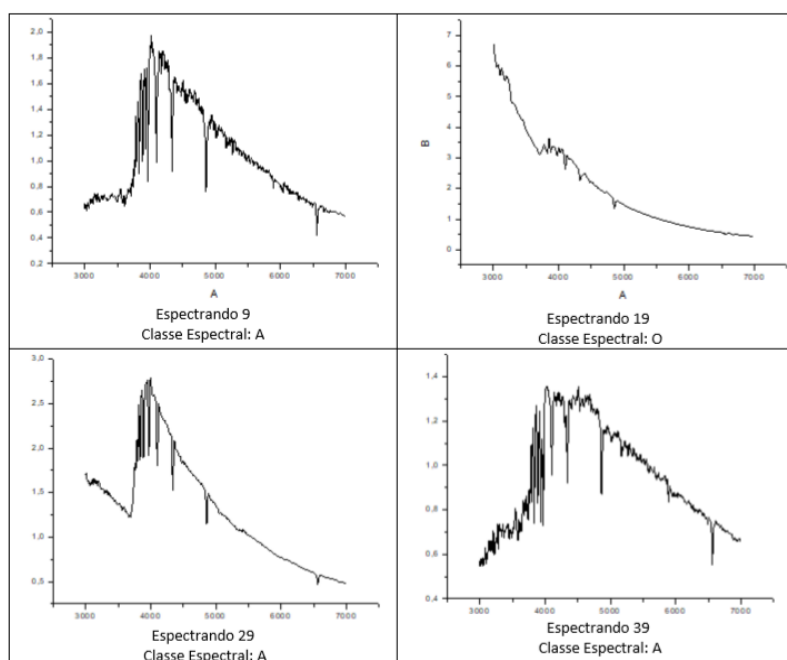 2,0
1,8
1,6
1,4
1,2
1,0
0,8
0,6
0,4
0,2
3000 4000 5000 6000 7000
A
Espectrando 9
Classe Espectral: A
7
6
5
4
3
2
1
0
B
3000 4000 5000 6000 7000
A
Espectrando 19
Classe Espectral: O
3,0
2,5
2,0
1,5
1,0
0,5
3000 4000 5000 6000 7000
Espectrando 29
Classe Espectral: A
1,4
1,2
1,0
0,8
0,6
0,4
3000 4000 5000 6000 7000
Espectrando 39
Classe Espectral: A